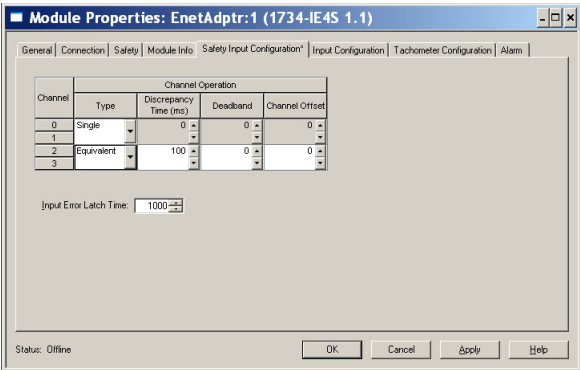 Module Properties: EnetAdptr:1 (1734-IE4S 1.1)
General Connection Safety Module Info Safety Input Configuration* Input Configuration Tachometer Configuration Alarm
Channel Operation
Channel Type Discrepancy Time (ms) Deadband Channel Offset
0 Single 0 0 0
1
2 Equivalent 100 0 0
3
Input Error Latch Time: 1000
Status: Offline OK Cancel Apply Help